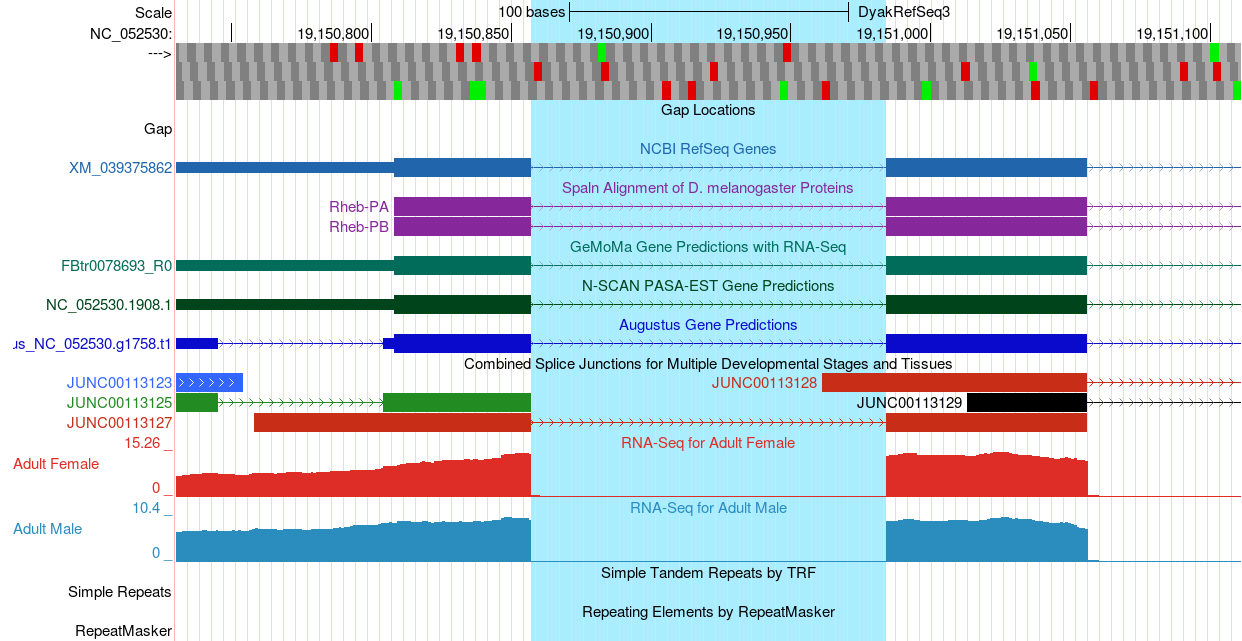 Scale 100 bases DyakRefSeq3
NC_052530: 19,150,800 19,150,850 19,150,900 19,150,950 19,151,000 19,151,050 19,151,100
--->
Gap Locations
Gap
NCBI RefSeq Genes
XM_039375862
Spaln Alignment of D. melanogaster Proteins
Rheb-PA
Rheb-PB
GeMoMa Gene Predictions with RNA-Seq
FBtr0078693_R0
N-SCAN PASA-EST Gene Predictions
NC_052530.1908.1
Augustus Gene Predictions
us_NC_052530.g1758.t1
Combined Splice Junctions for Multiple Developmental Stages and Tissues
JUNC00113123 JUNC00113128
JUNC00113125 JUNC00113129
JUNC00113127
15.26 _ RNA-Seq for Adult Female
Adult Female
0 _
10.4 _ RNA-Seq for Adult Male
Adult Male
0 _
Simple Tandem Repeats by TRF
Simple Repeats
Repeating Elements by RepeatMasker
RepeatMasker